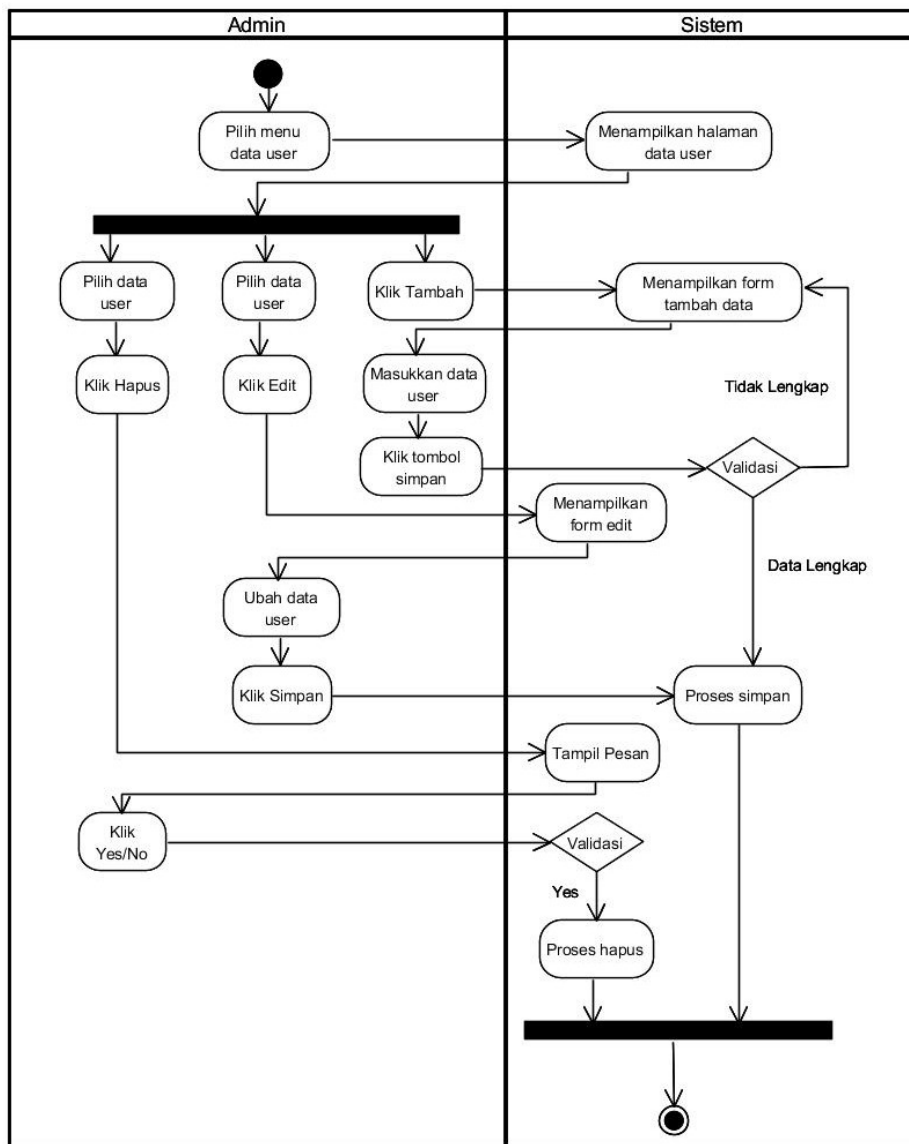 Admin
Sistem
Pilih menu
data user
Menampilkan halaman
data user
Pilih data
user
Pilih data
user
Klik Tambah
Menampilkan form
tambah data
Klik Hapus
Klik Edit
Masukkan data
user
Tidak Lengkap
Klik tombol
simpan
Validasi
Menampilkan
form edit
Data Lengkap
Ubah data
user
Klik Simpan
Proses simpan
Tampil Pesan
Klik
Yes/No
Validasi
Yes
Proses hapus